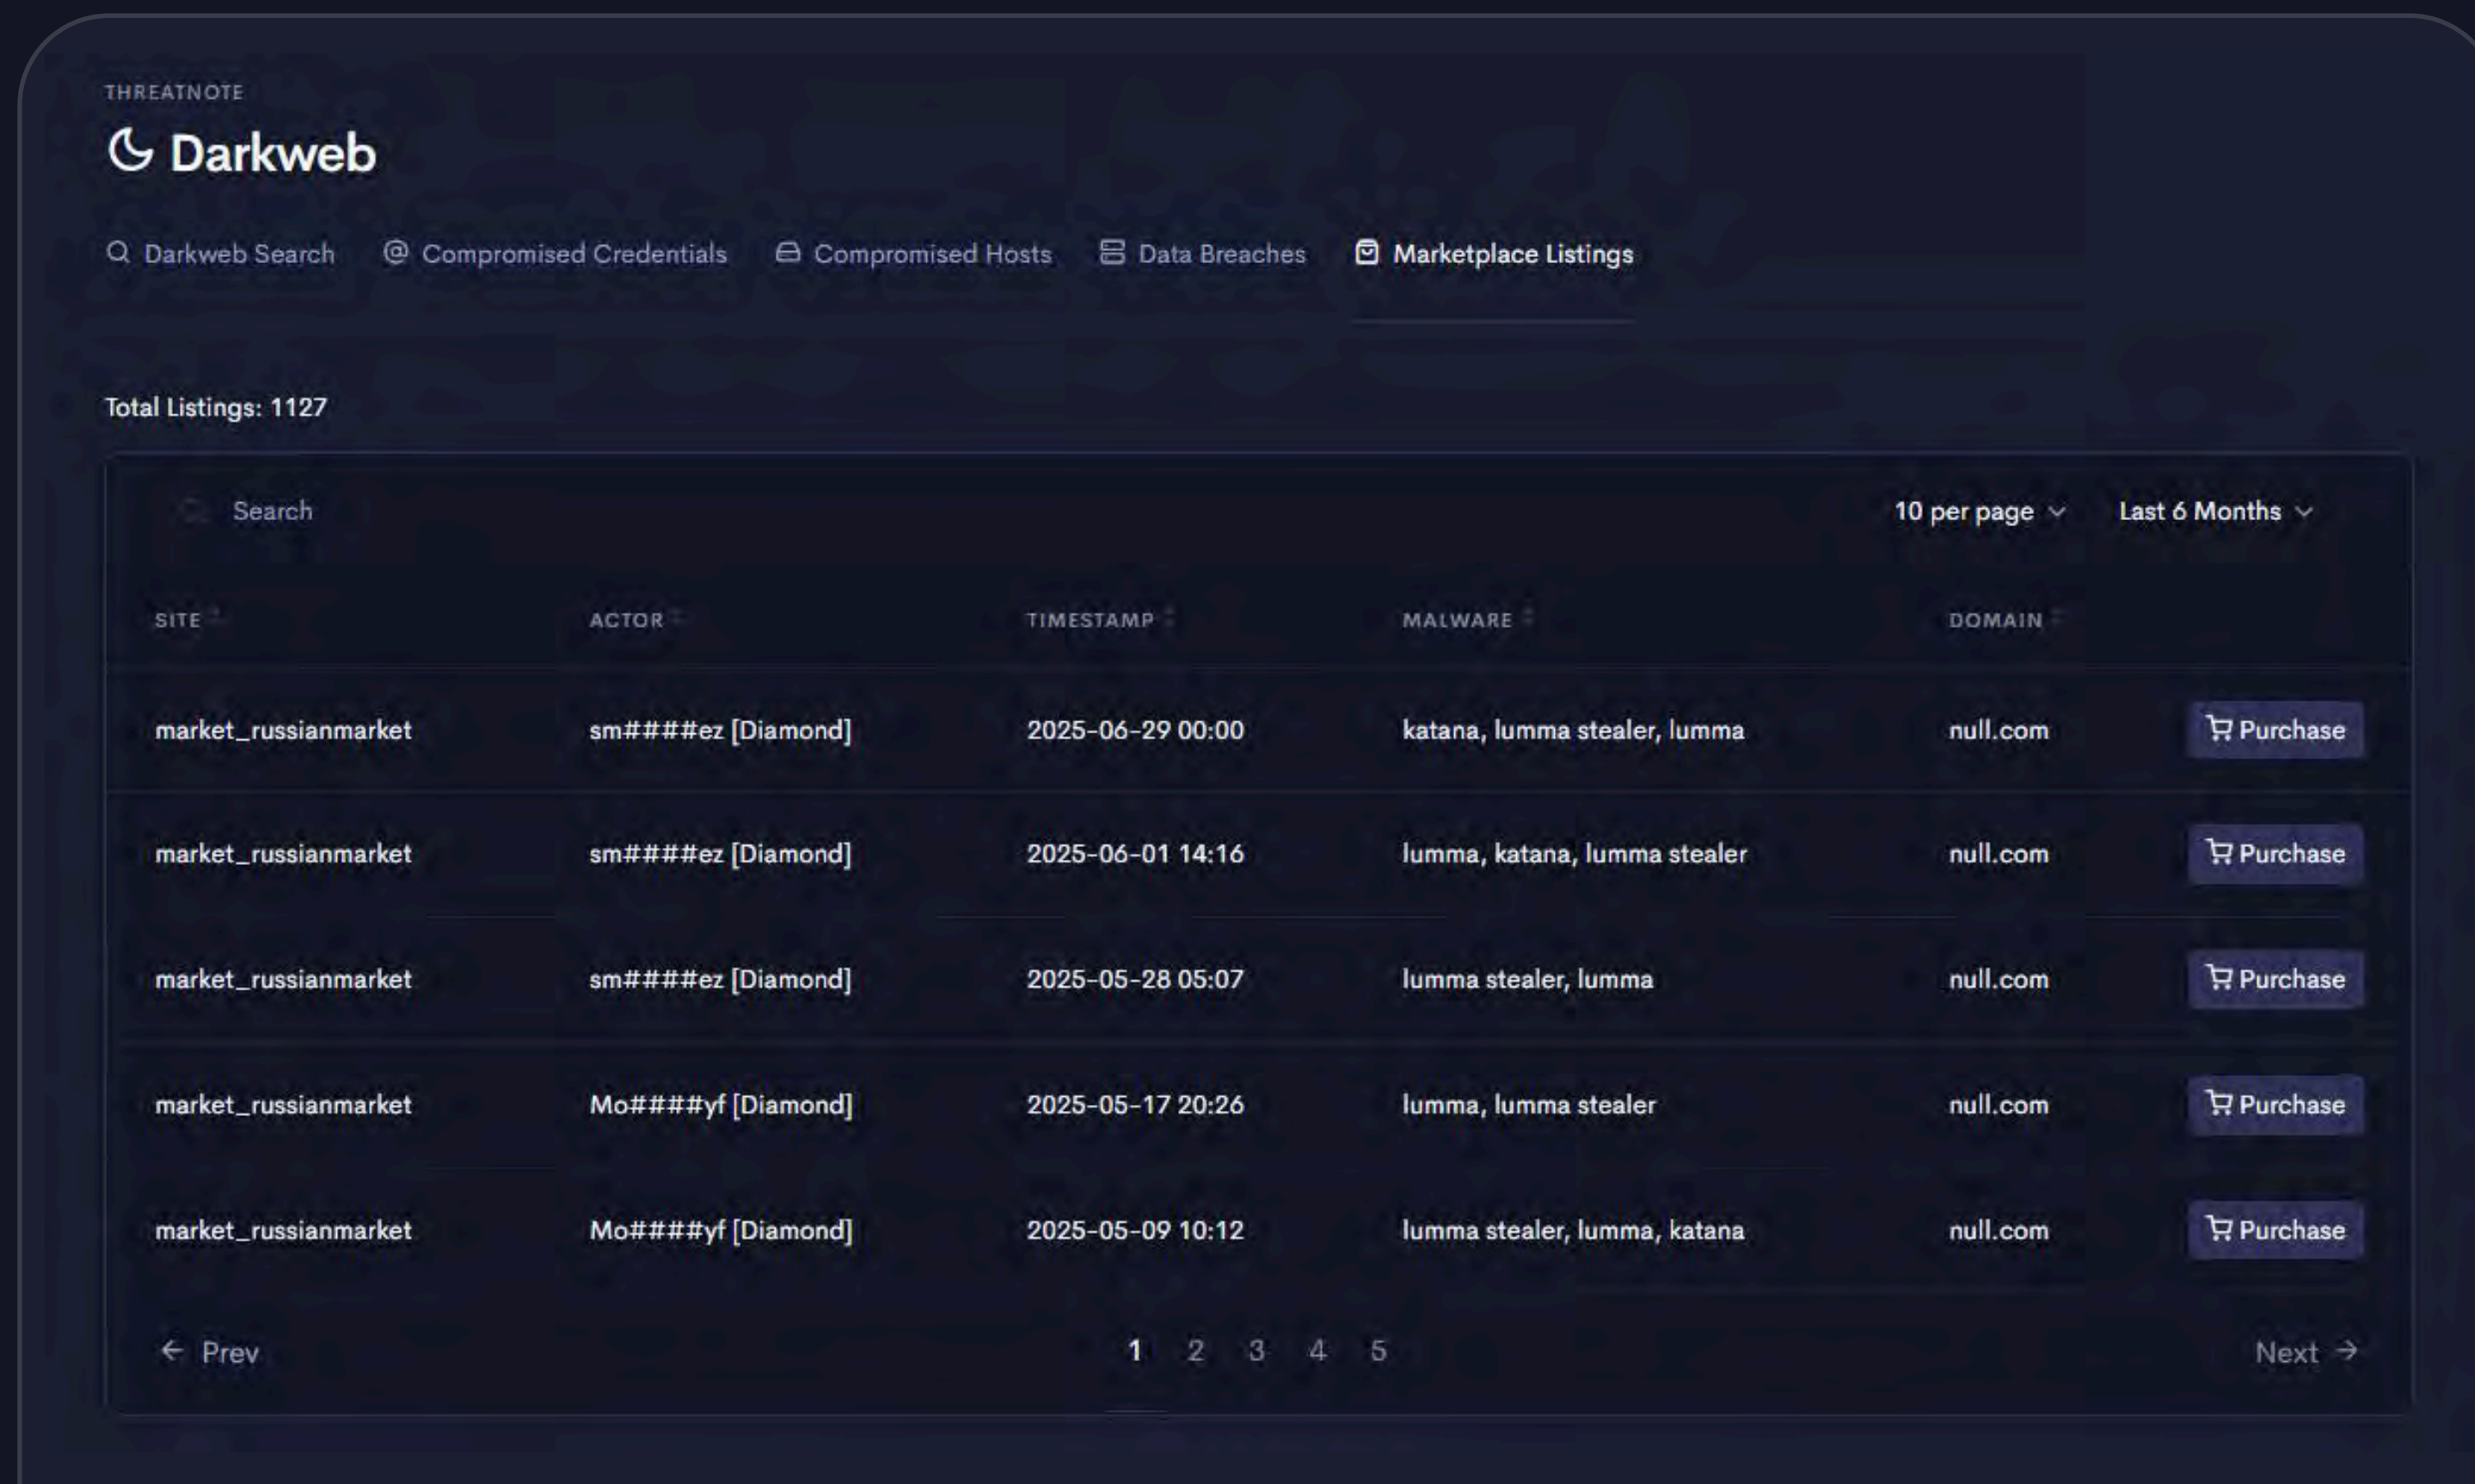 THREATNOTE
Darkweb
Darkweb Search Compromised Credentials Compromised Hosts Data Breaches Marketplace Listings
Total Listings: 1127
Search 10 per page Last 6 Months
SITE ACTOR TIMESTAMP MALWARE DOMAIN
market_russianmarket sm####ez [Diamond] 2025-06-29 00:00 katana, lumma stealer, lumma null.com Purchase
market_russianmarket sm####ez [Diamond] 2025-06-01 14:16 lumma, katana, lumma stealer null.com Purchase
market_russianmarket sm####ez [Diamond] 2025-05-28 05:07 lumma stealer, lumma null.com Purchase
market_russianmarket Mo####yf [Diamond] 2025-05-17 20:26 lumma, lumma stealer null.com Purchase
market_russianmarket Mo####yf [Diamond] 2025-05-09 10:12 lumma stealer, lumma, katana null.com Purchase
← Prev 1 2 3 4 5 Next →